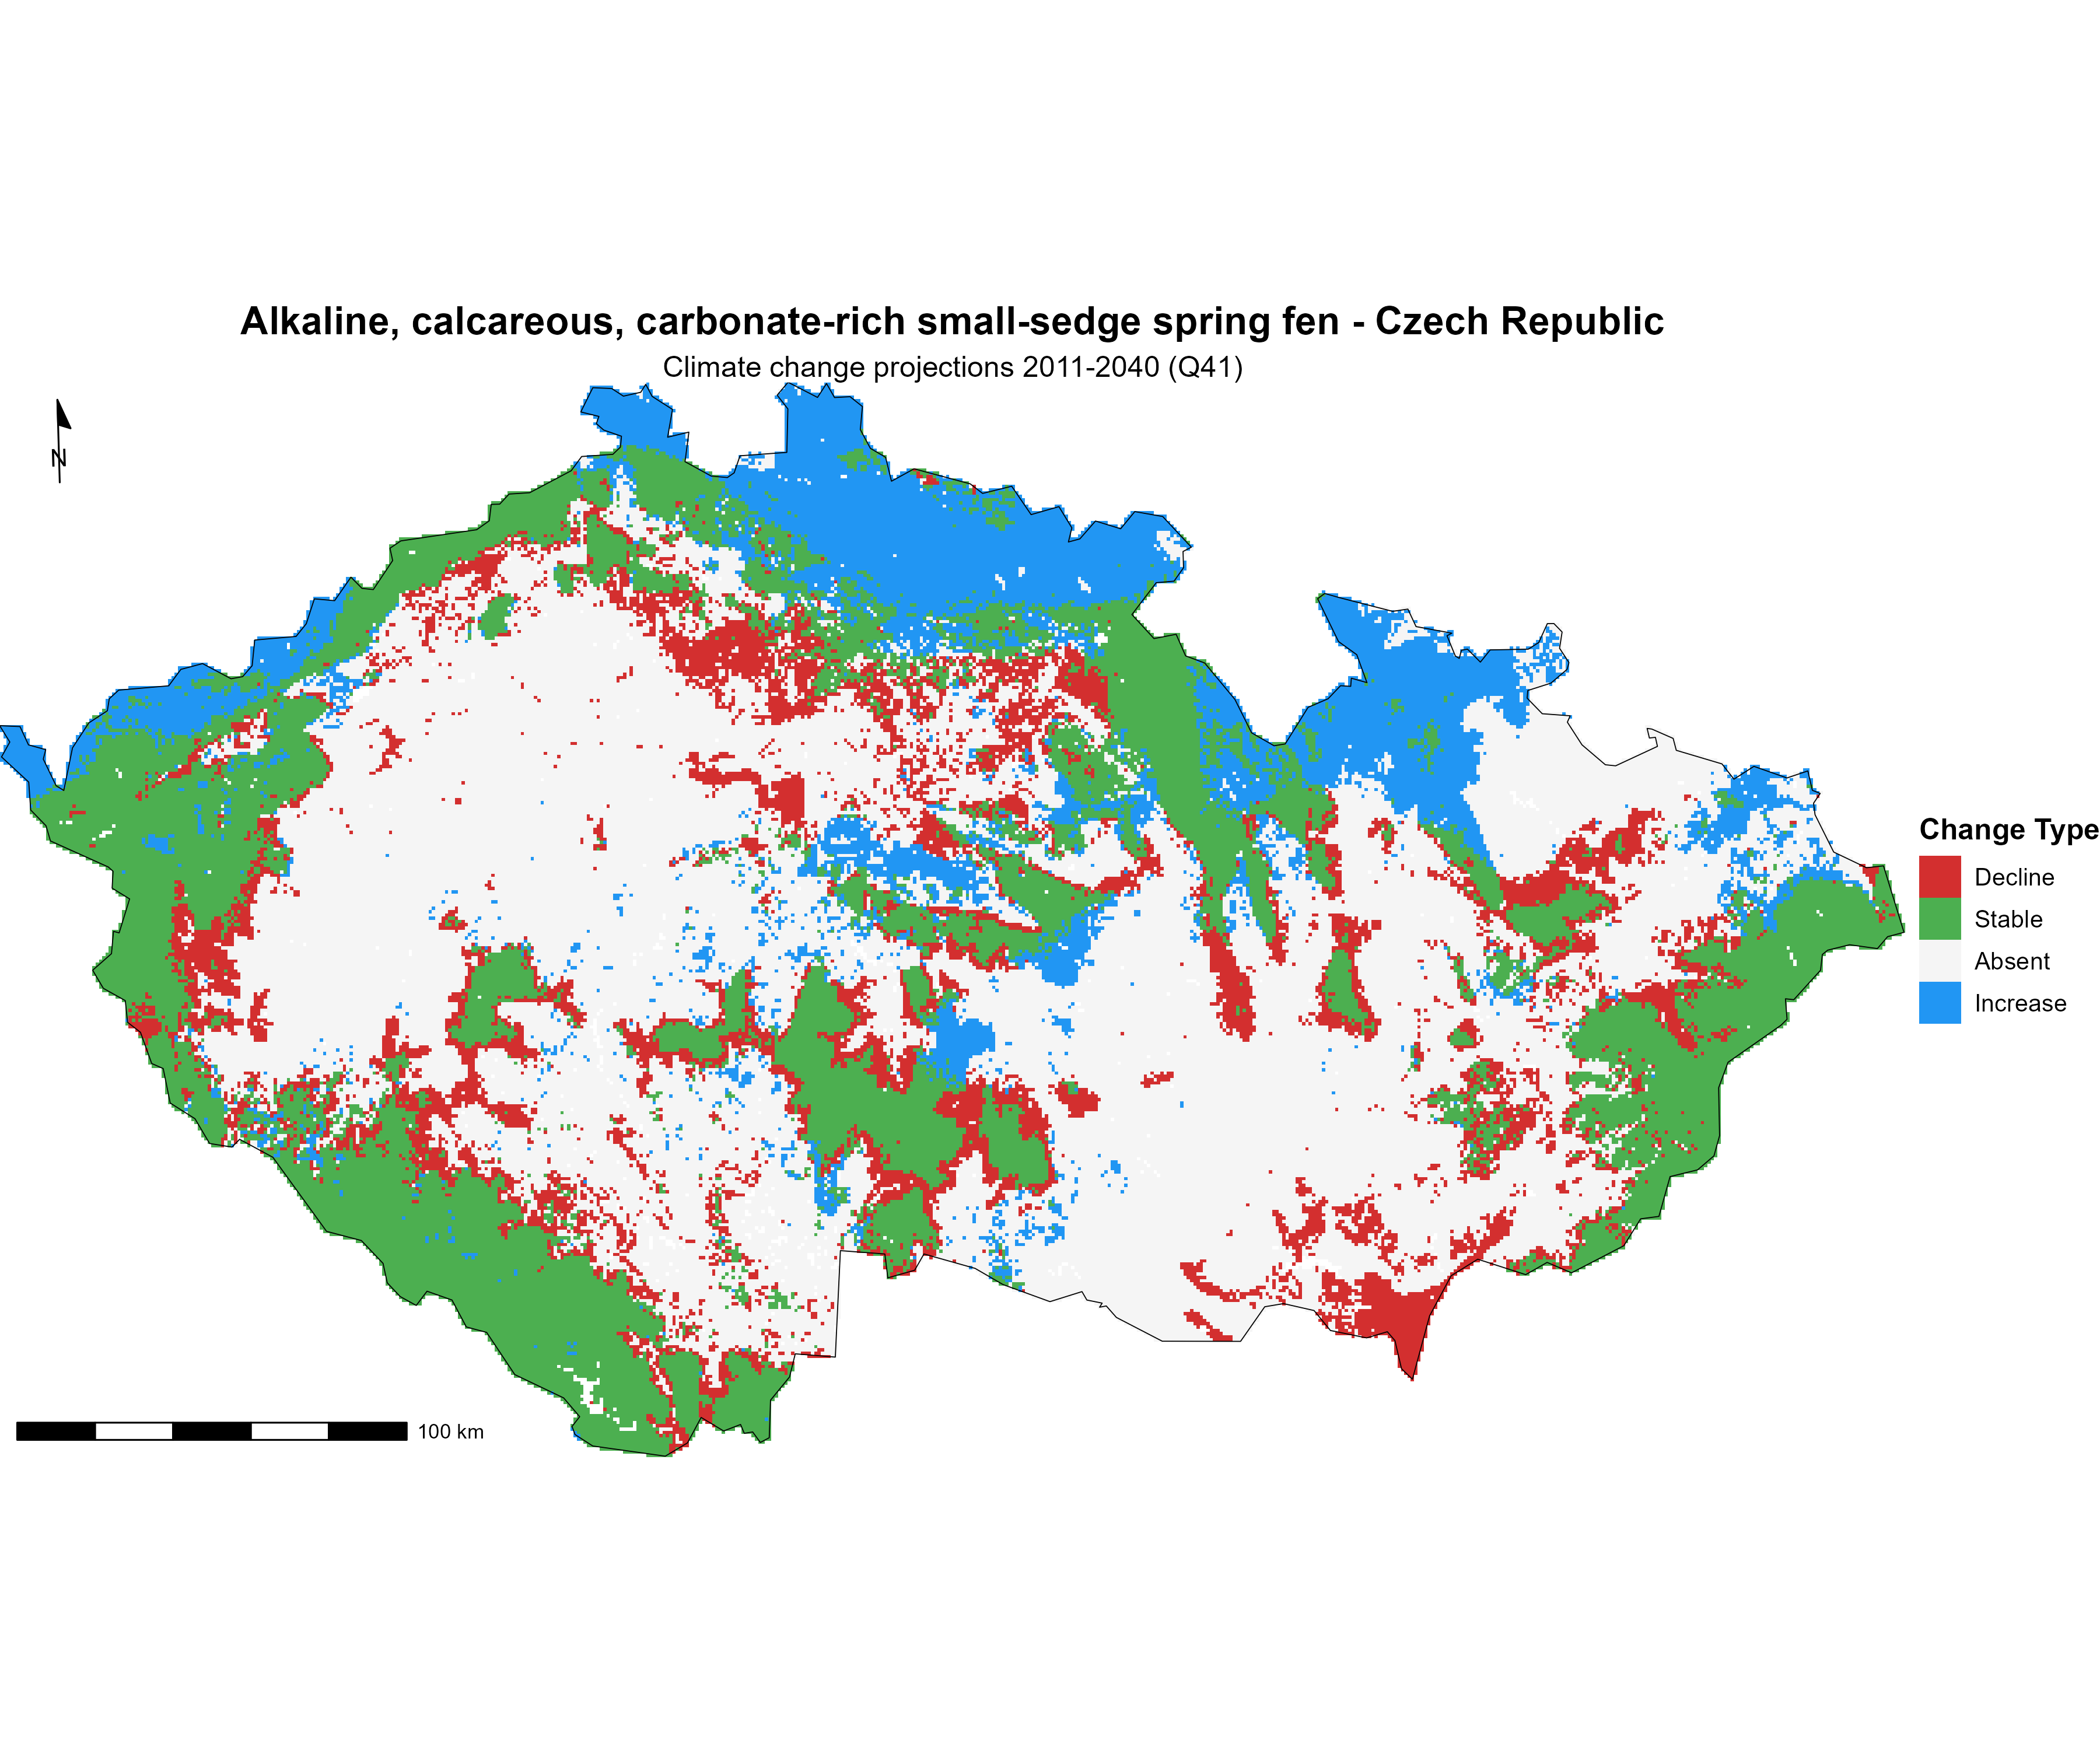 Alkaline, calcareous, carbonate-rich small-sedge spring fen - Czech Republic
Climate change projections 2011-2040 (Q41)
N
Change Type
Decline
Stable
Absent
Increase
100 km